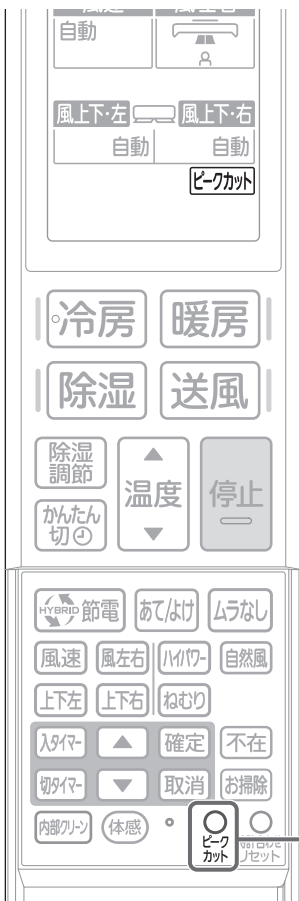 自動
風上下·左 風上下·右
自動 自動
ピークカット
冷房 暖房
除湿 送風
除湿
調節
温度
停止
かんたん
切
HYBRID 節電 あて/よけ ムラなし
風速 風左右 ハイパワー 自然風
上下左 上下右 ねむり
入タイマー ▲ 確定 不在
切タイマー ▼ 取消 お掃除
内部クリーン 体感
ピーク
カット
リセット